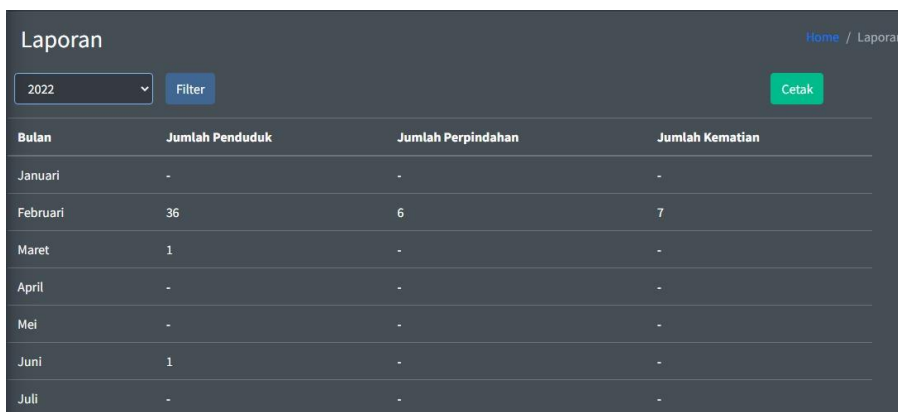 Laporan
Home / Laporan
2022 Filter Cetak
Bulan Jumlah Penduduk Jumlah Perpindahan Jumlah Kematian
Januari - - -
Februari 36 6 7
Maret 1 - -
April - - -
Mei - - -
Juni 1 - -
Juli - - -